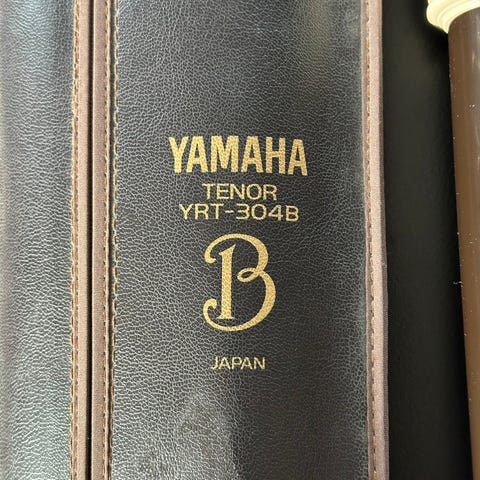 YAMAHA
TENOR
YRT-304B
B
JAPAN